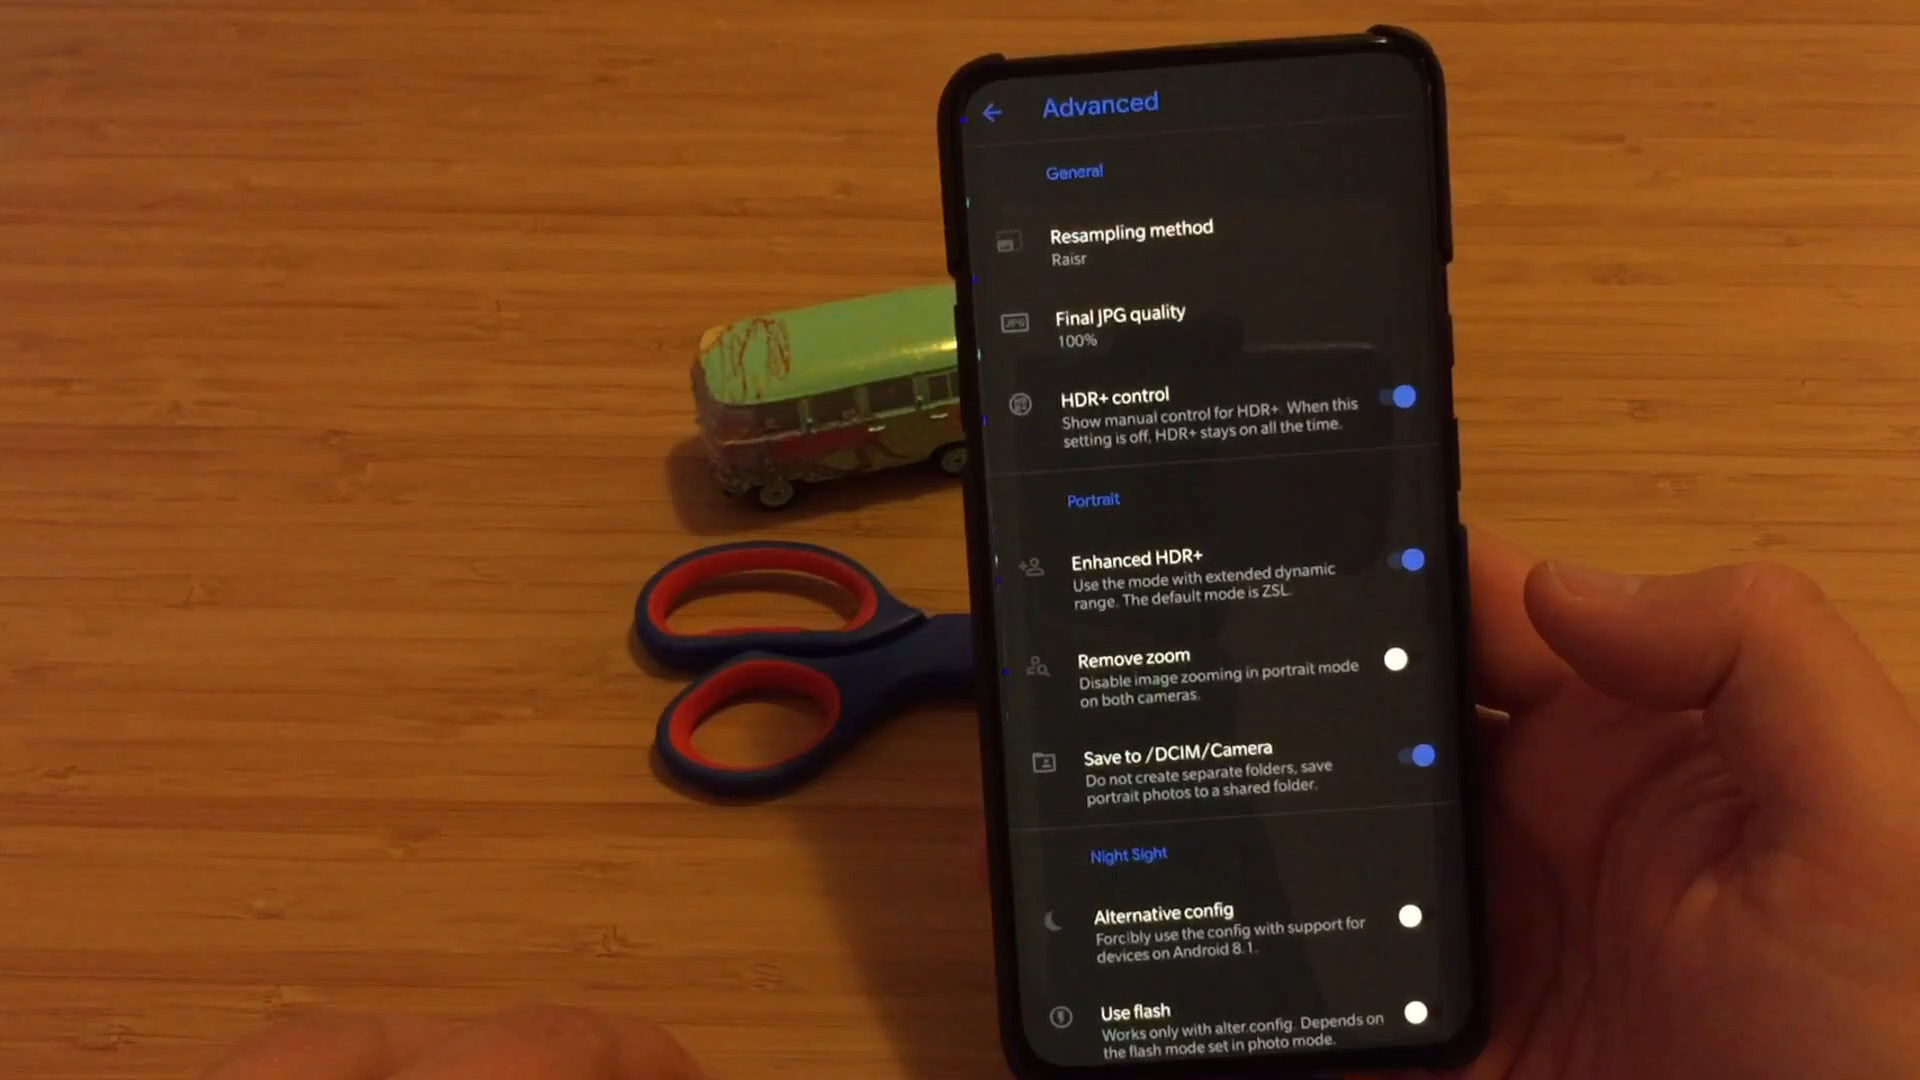 Advanced
General
Resampling method
Raisr
JPG
Final JPG quality
100%
HDR+ control
Show manual control for HDR+. When this
setting is off, HDR+ stays on all the time.
Portrait
Enhanced HDR+
Use the mode with extended dynamic
range. The default mode is ZSL.
Remove zoom
Disable image zooming in portrait mode
on both cameras.
Save to /DCIM/Camera
Do not create separate folders, save
portrait photos to a shared folder.
Night Sight
Alternative config
Forcibly use the config with support for
devices on Android 8.1.
Use flash
Works only with alter.config. Depends on
the flash mode set in photo mode.